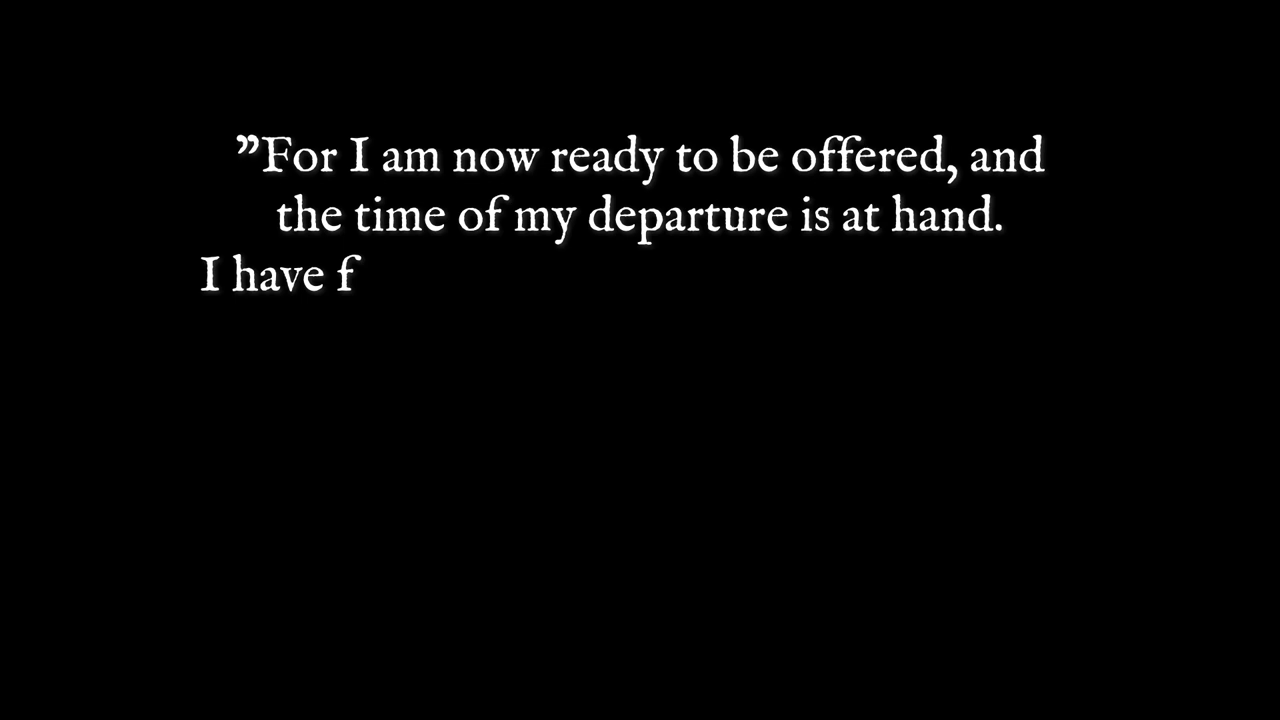 ”For I am now ready to be offered, and
the time of my departure is at hand.
I have f